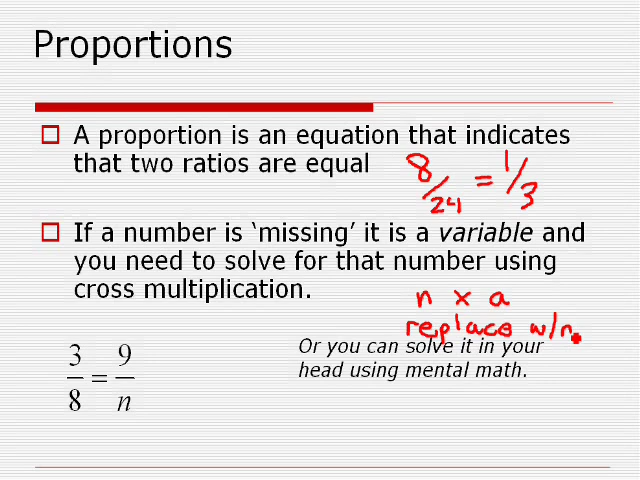 Proportions
A proportion is an equation that indicates
that two ratios are equal
8/24 = 1/3
If a number is ‘missing’ it is a variable and
you need to solve for that number using
cross multiplication.
n x a
replace w/n
3/8 = 9/n
Or you can solve it in your
head using mental math.